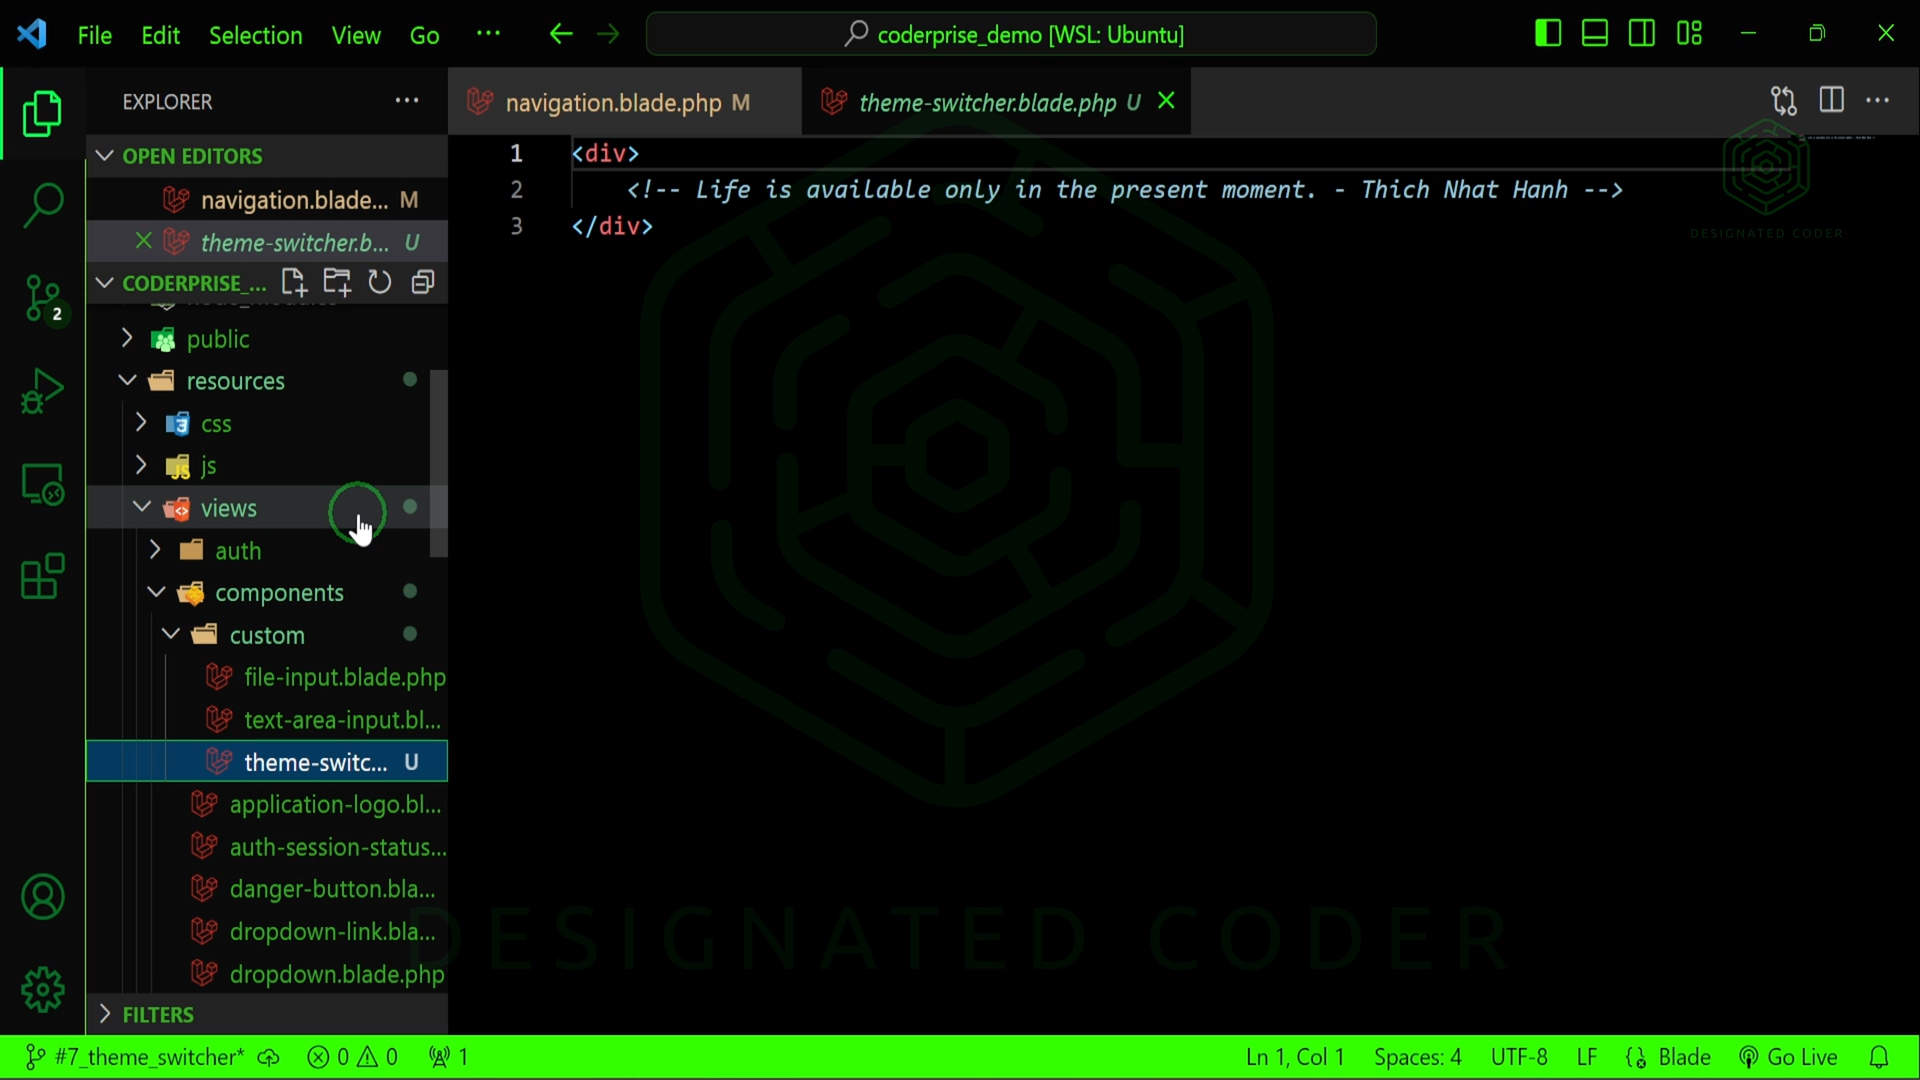 File Edit Selection View Go ···
coderprise_demo [WSL: Ubuntu]
EXPLORER
navigation.blade.php M
theme-switcher.blade.php U
OPEN EDITORS
navigation.blade... M
theme-switcher.b... U
CODERPRISE_...
2
public
resources
css
js
views
auth
components
custom
file-input.blade.php
text-area-input.bl...
theme-switc... U
application-logo.bl...
auth-session-status...
danger-button.bla...
dropdown-link.bla...
dropdown.blade.php
FILTERS
1 <div>
2 <!-- Life is available only in the present moment. - Thich Nhat Hanh -->
3 </div>
DESIGNATED CODER
DESIGNATED CODER
#7_theme_switcher* 0 0 1 Ln 1, Col 1 Spaces: 4 UTF-8 LF Blade Go Live